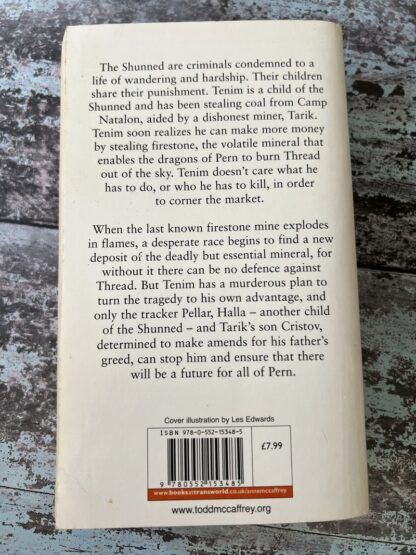 The Shunned are criminals condemned to a
life of wandering and hardship. Their children
share their punishment. Tenim is a child of the
Shunned and has been stealing coal from Camp
Natalon, aided by a dishonest miner, Tarik.
Tenim soon realizes he can make more money
by stealing firestone, the volatile mineral that
enables the dragons of Pern to burn Thread
out of the sky. Tenim doesn't care what he
has to do, or who he has to kill, in order
to corner the market.
When the last known firestone mine explodes
in flames, a desperate race begins to find a new
deposit of the deadly but essential mineral, for
without it there can be no defence against
Thread. But Tenim has a murderous plan to
turn the tragedy to his own advantage, and
only the tracker Pellar, Halla – another child
of the Shunned – and Tarik's son Cristov,
determined to make amends for his father's
greed, can stop him and ensure that there
will be a future for all of Pern.
Cover illustration by Les Edwards
ISBN 978-0-552-15348-5
£7.99
9 780552 153485
www.booksattransworld.co.uk/annemccaffrey
www.toddmccaffrey.org